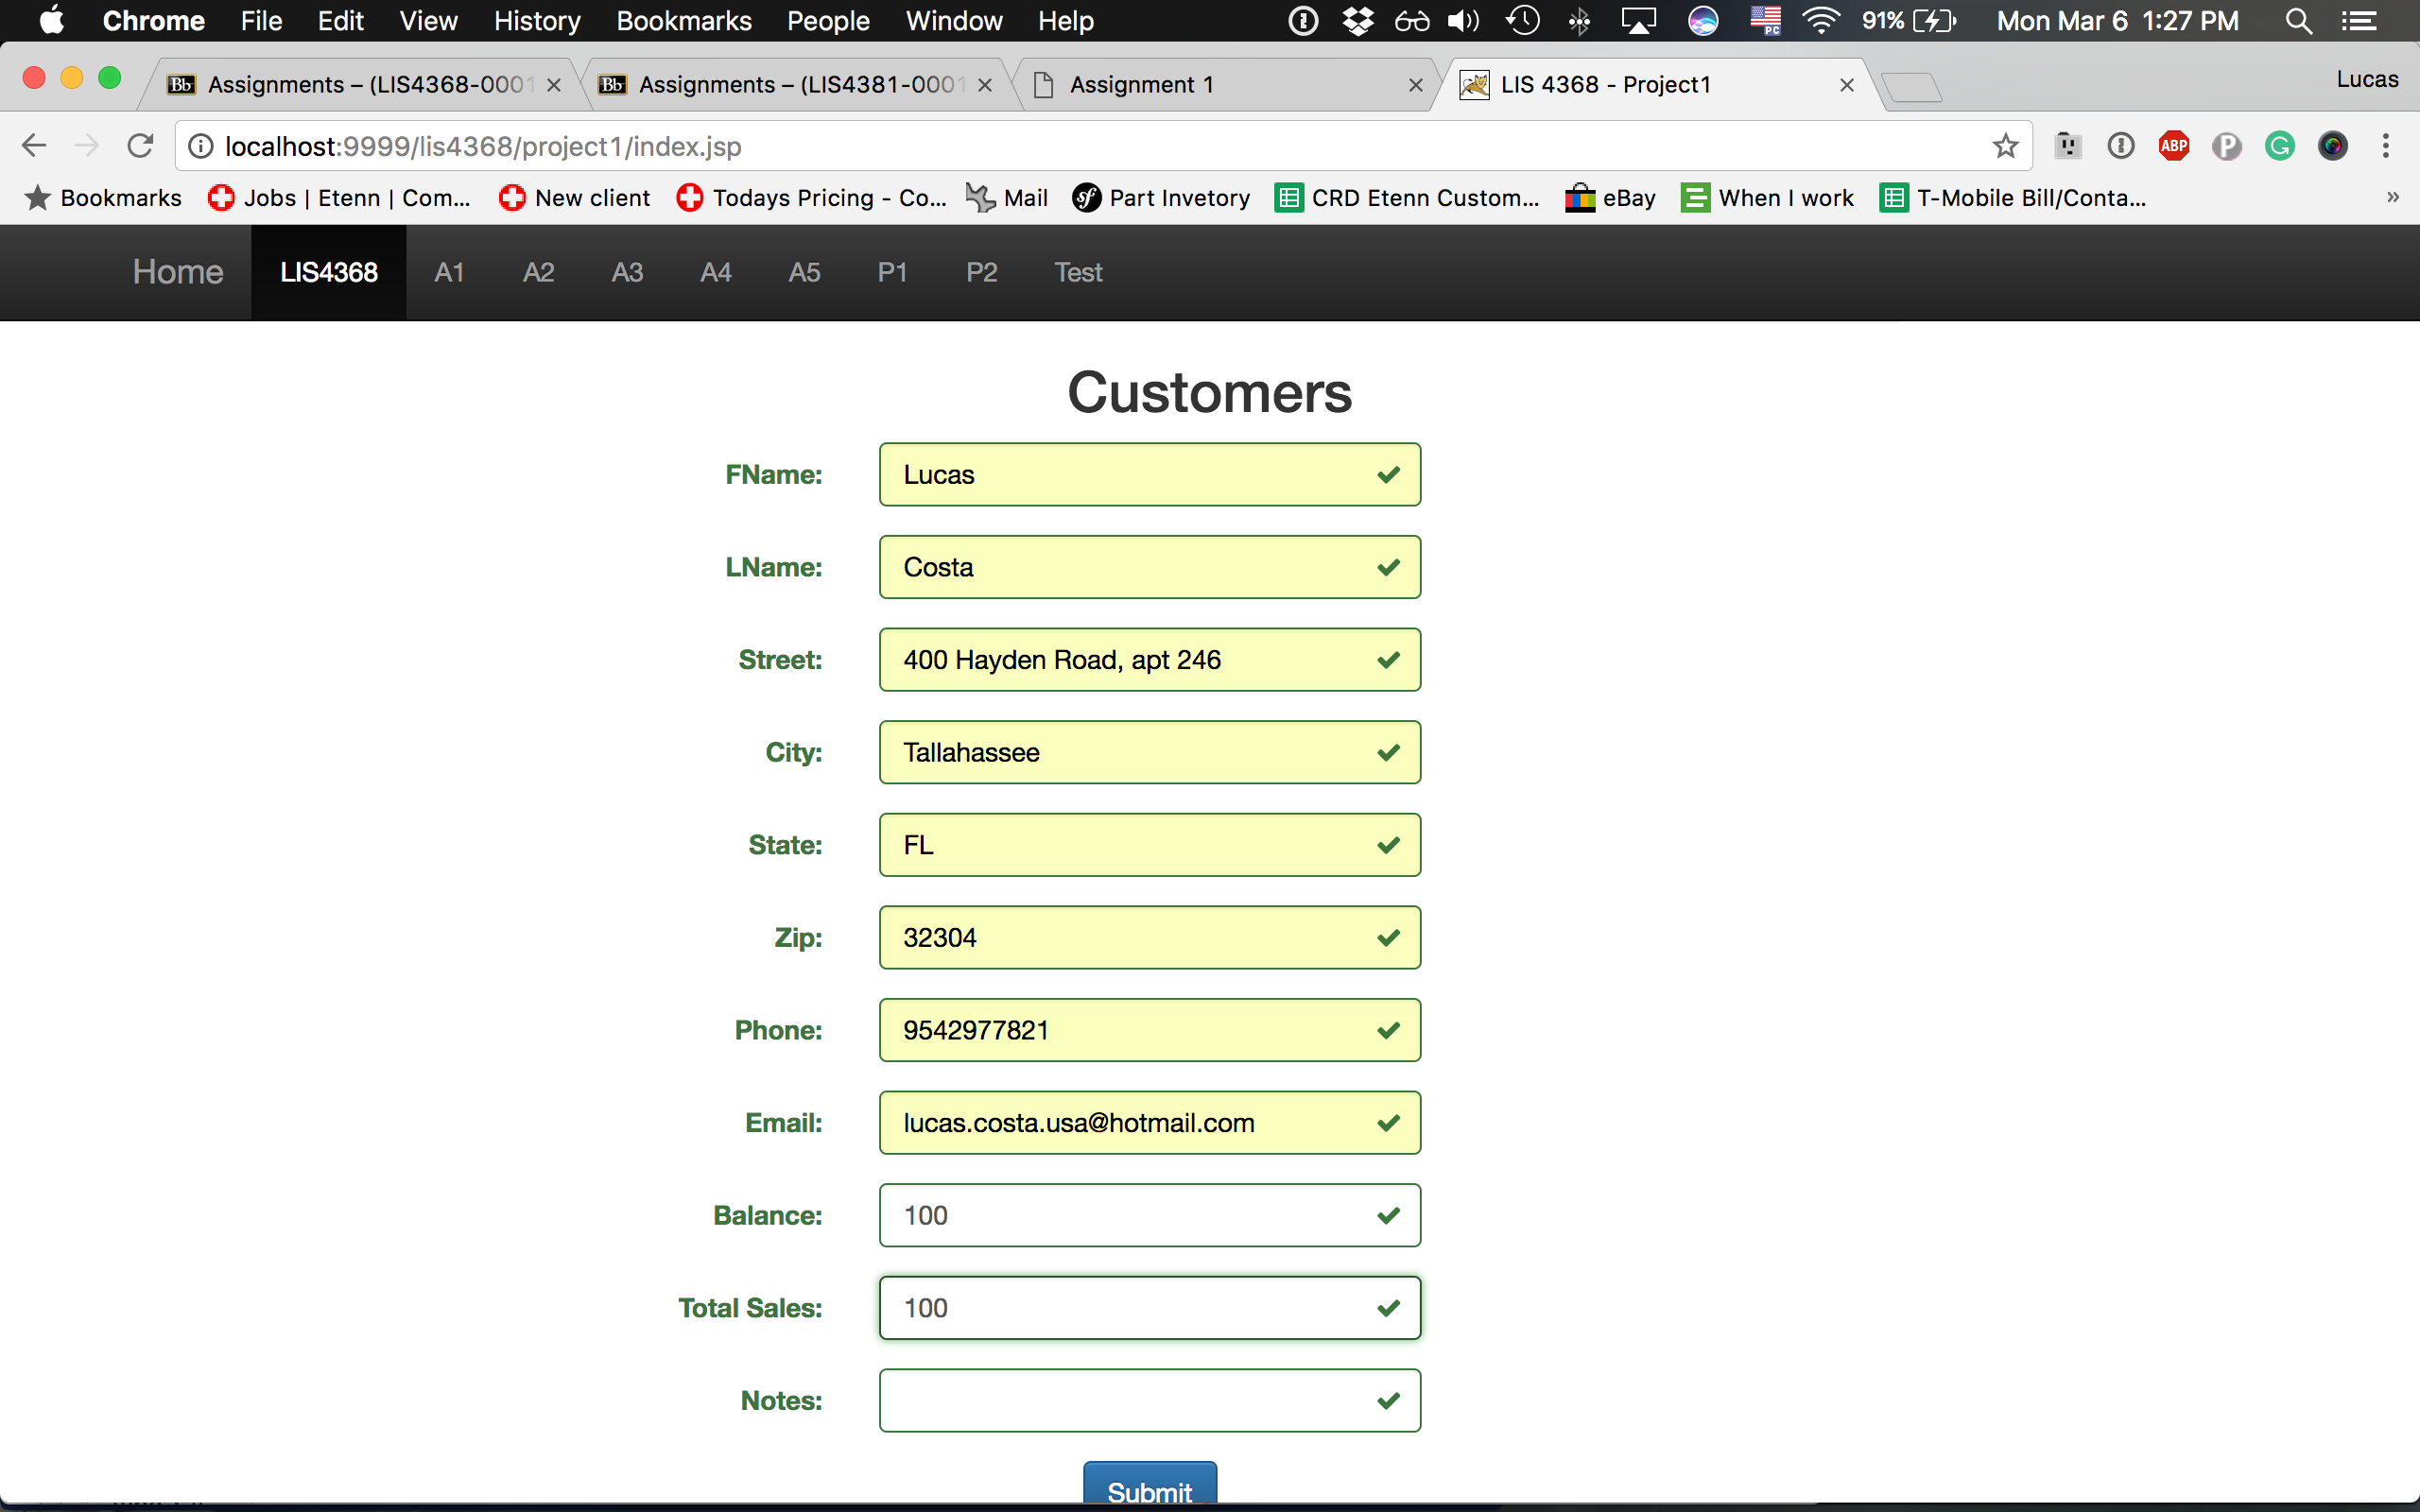 Chrome File Edit View History Bookmarks People Window Help 91% Mon Mar 6 1:27 PM
Bb Assignments – (LIS4368-0001 Bb Assignments – (LIS4381-0001 Assignment 1 LIS 4368 - Project1 Lucas
localhost:9999/lis4368/project1/index.jsp ABP
Bookmarks Jobs | Etenn | Com... New client Todays Pricing - Co... Mail Part Invetory CRD Etenn Custom... eBay When I work T-Mobile Bill/Conta... »
Home LIS4368 A1 A2 A3 A4 A5 P1 P2 Test
Customers
FName: Lucas
LName: Costa
Street: 400 Hayden Road, apt 246
City: Tallahassee
State: FL
Zip: 32304
Phone: 9542977821
Email: lucas.costa.usa@hotmail.com
Balance: 100
Total Sales: 100
Notes:
Submit